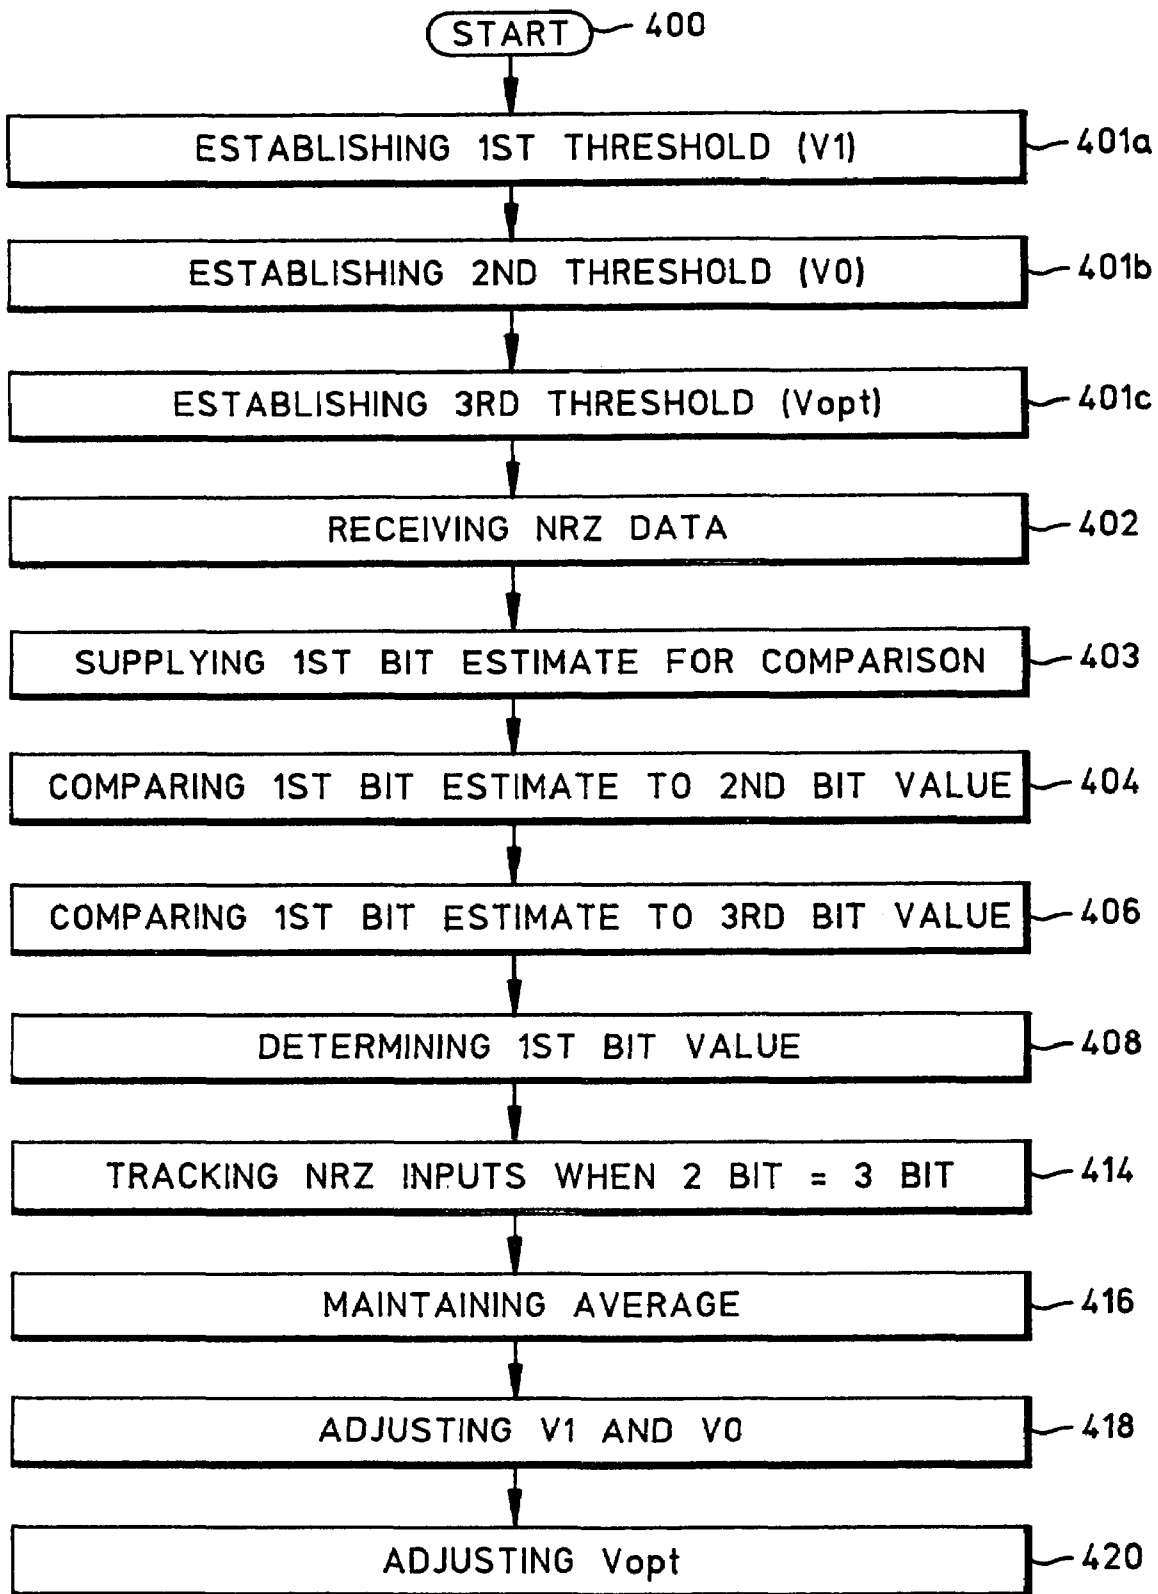 START 400
ESTABLISHING 1ST THRESHOLD (V1) 401a
ESTABLISHING 2ND THRESHOLD (V0) 401b
ESTABLISHING 3RD THRESHOLD (Vopt) 401c
RECEIVING NRZ DATA 402
SUPPLYING 1ST BIT ESTIMATE FOR COMPARISON 403
COMPARING 1ST BIT ESTIMATE TO 2ND BIT VALUE 404
COMPARING 1ST BIT ESTIMATE TO 3RD BIT VALUE 406
DETERMINING 1ST BIT VALUE 408
TRACKING NRZ INPUTS WHEN 2 BIT = 3 BIT 414
MAINTAINING AVERAGE 416
ADJUSTING V1 AND V0 418
ADJUSTING Vopt 420